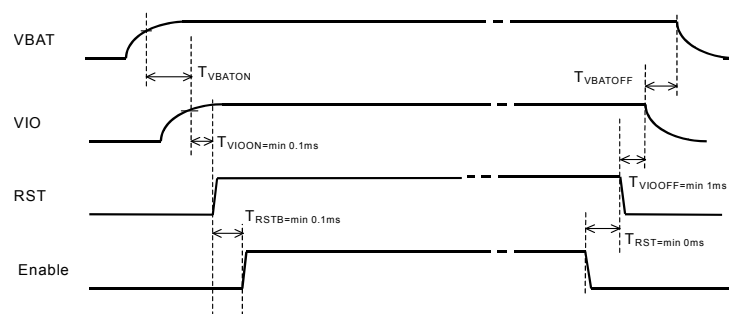 VBAT
TVBATON
TVBATOFF
VIO
TVIOON=min 0.1ms
TVIOOFF=min 1ms
RST
TRSTB=min 0.1ms
TRST=min 0ms
Enable